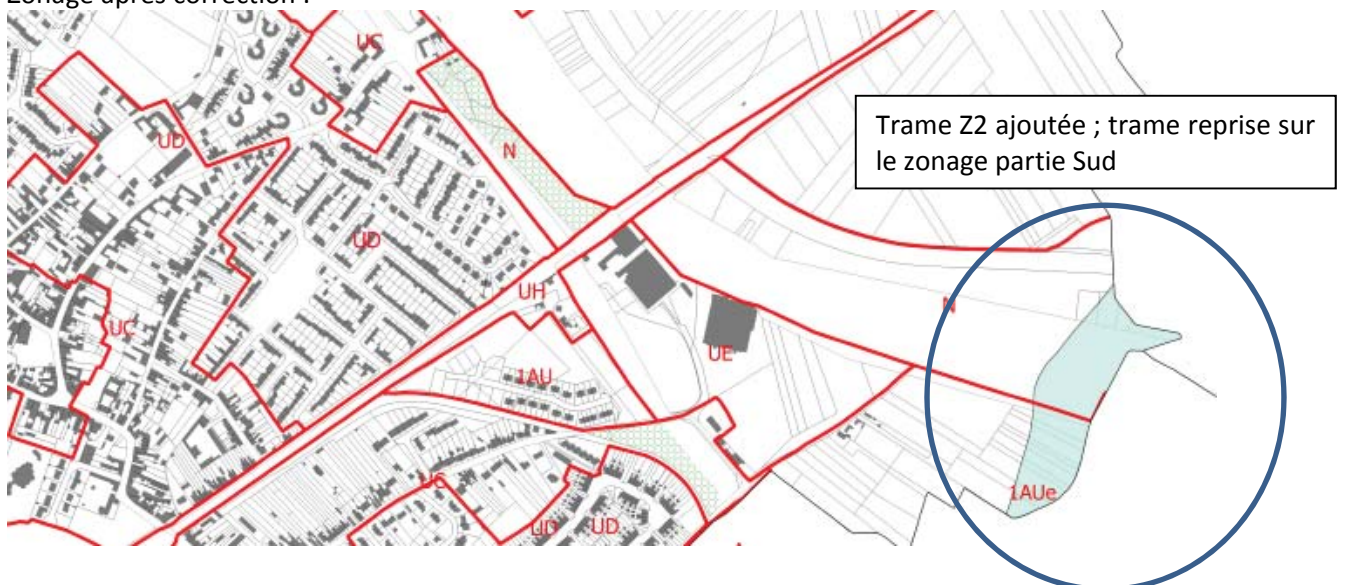 Zonage après correction :
UC
Trame Z2 ajoutée ; trame reprise sur
le zonage partie Sud
UD
N
UD
UH
N
UC
UE
1AU
UC
1AUe
UD
UD